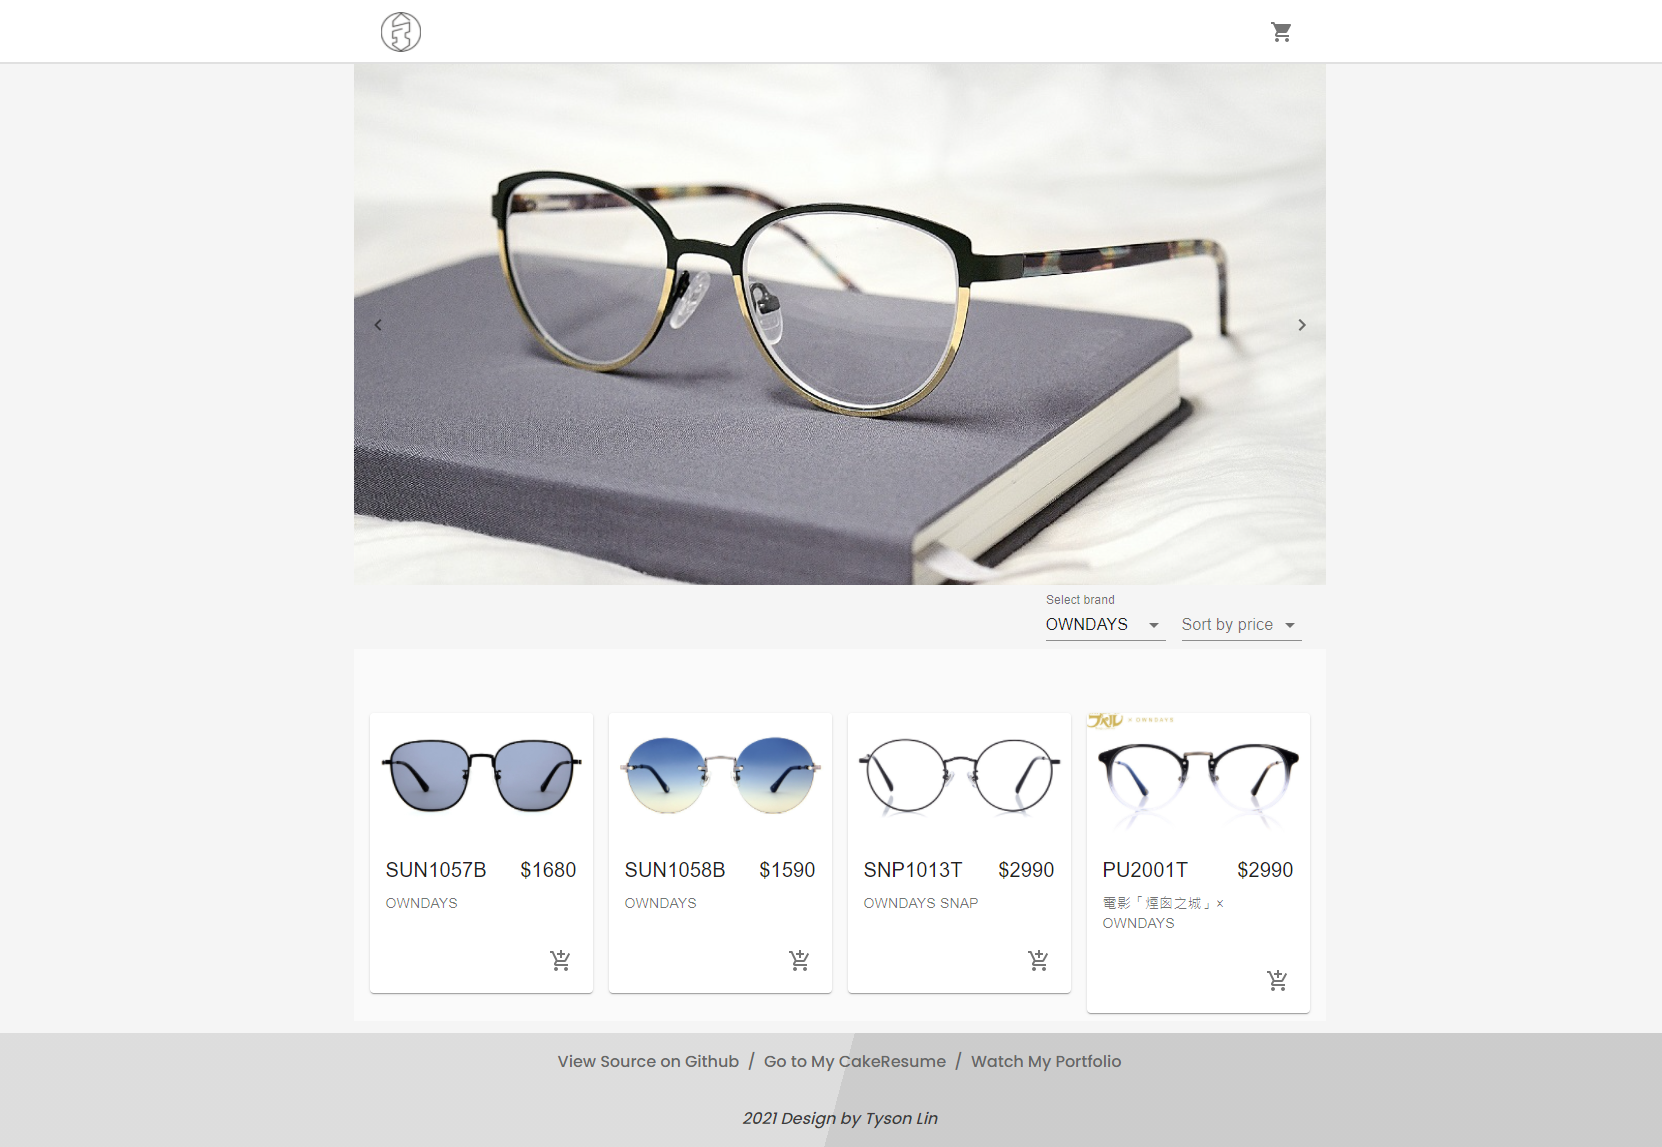 Select brand
OWNDAYS
Sort by price
SUN1057B $1680
OWNDAYS
SUN1058B $1590
OWNDAYS
SNP1013T $2990
OWNDAYS SNAP
X OWNDAYS
PU2001T $2990
電影「煙囪之城」x
OWNDAYS
View Source on Github / Go to My CakeResume / Watch My Portfolio
2021 Design by Tyson Lin